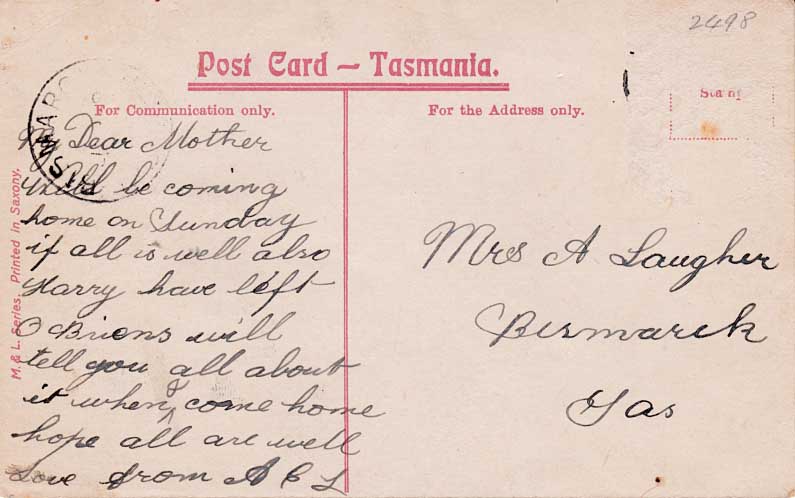 2498
Post Card – Tasmania.
For Communication only.
For the Address only.
Stamp
My Dear Mother
will be coming
home on Sunday
if all is well also
Harry have left
O Briens will
tell you all about
it when I come home
hope all are well
Love from A E L
Mrs A Laugher
Bismarck
Tas
M. & L. Series. Printed in Saxony.